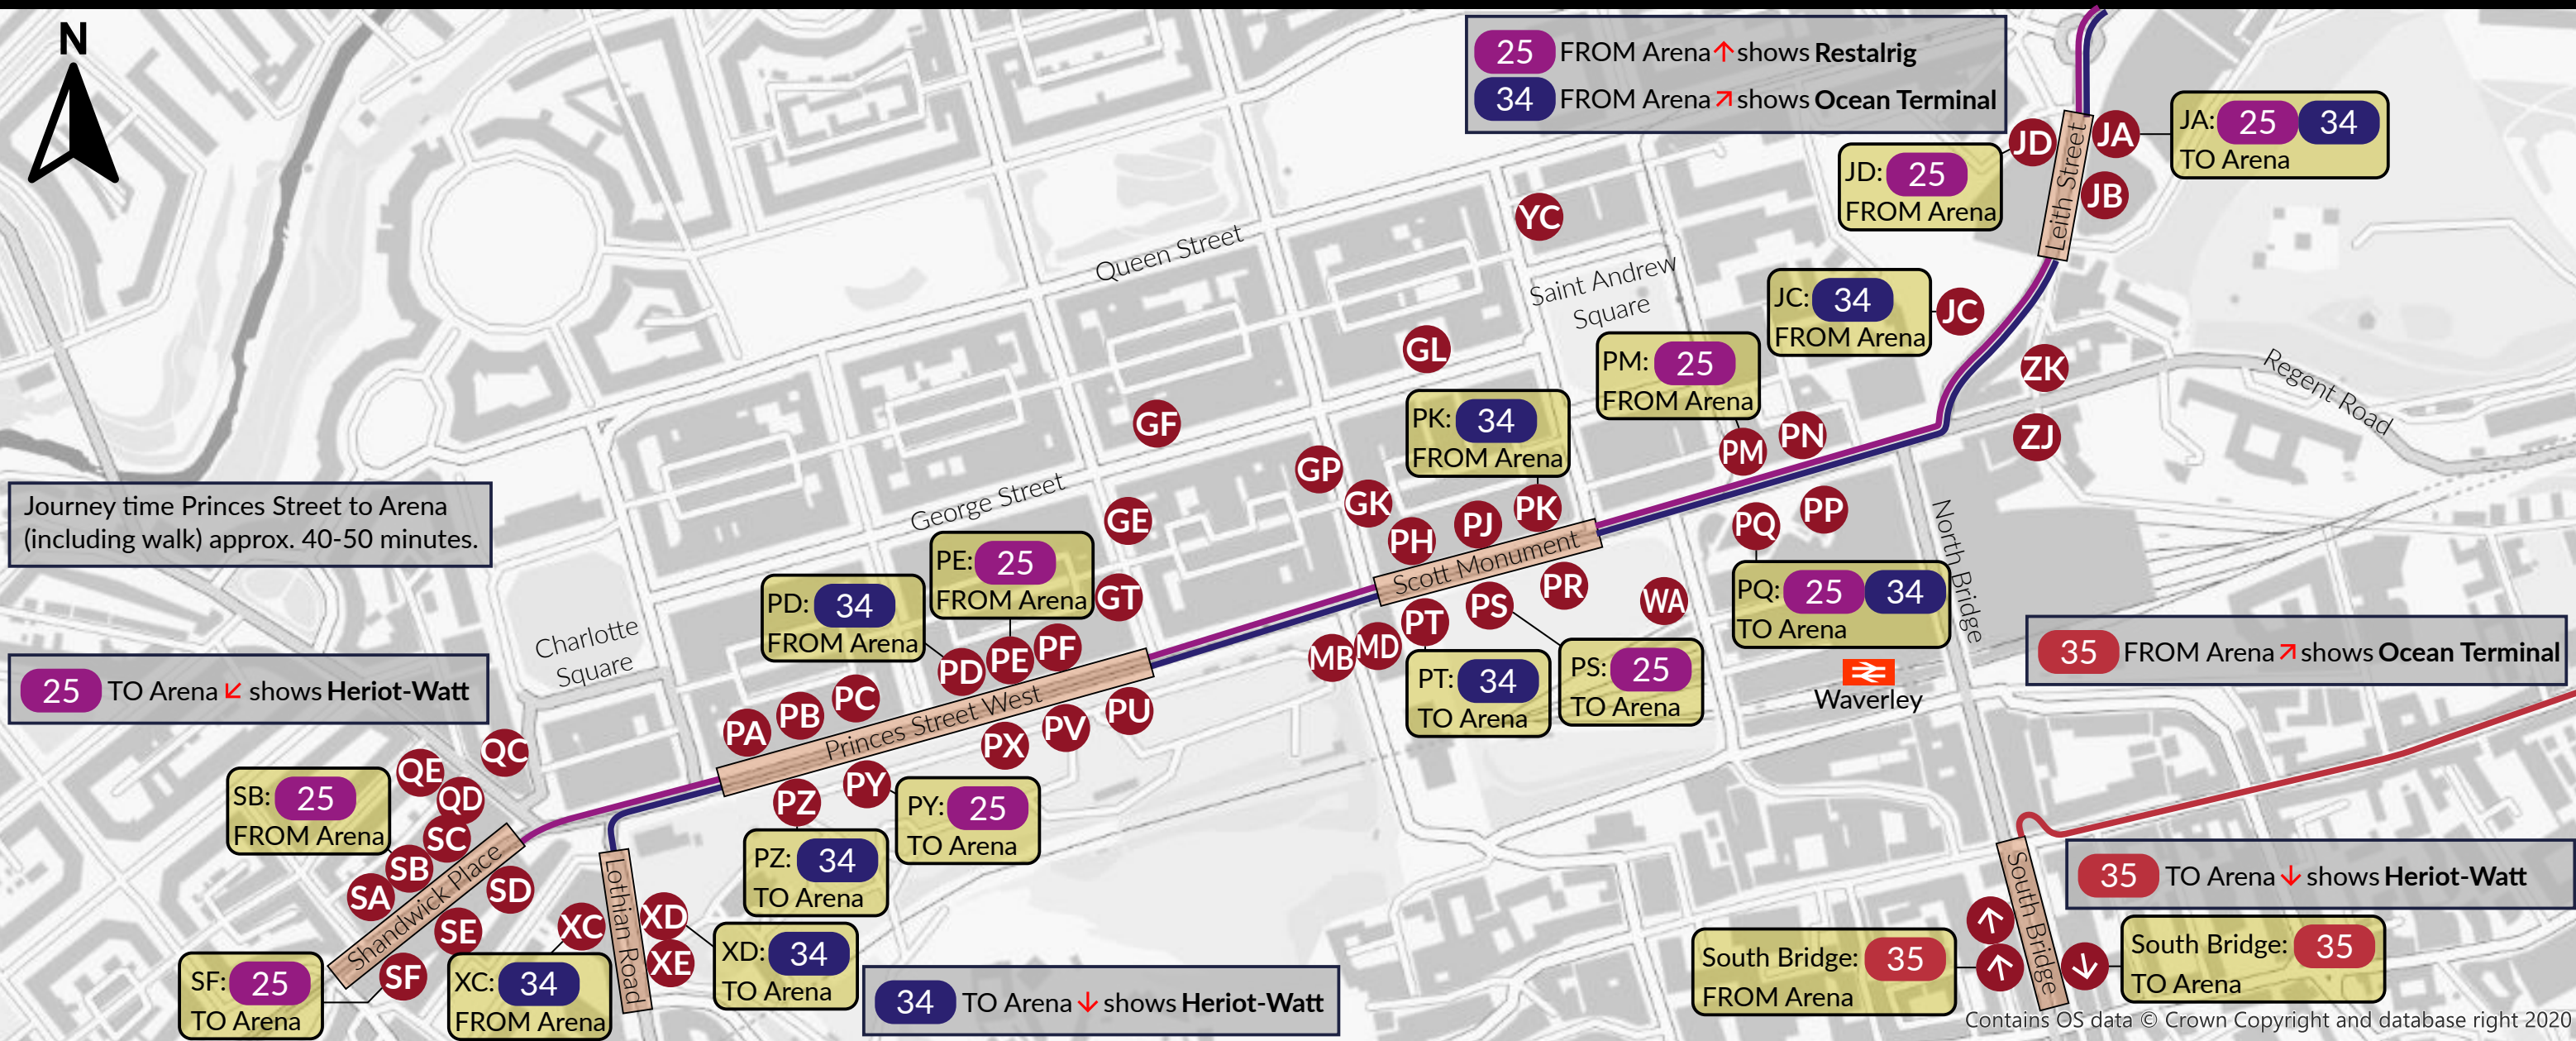 N
25 FROM Arena ↑ shows Restalrig
34 FROM Arena ↗ shows Ocean Terminal
JD
JA
JA: 25 34
TO Arena
JD: 25
FROM Arena
Leith Street
JB
YC
Queen Street
Saint Andrew
Square
JC: 34
FROM Arena
JC
GL
PM: 25
FROM Arena
ZK
Regent Road
GF
PK: 34
FROM Arena
PM
PN
ZJ
GP
GK
George Street
GE
PH
PJ
PK
Scott Monument
PQ
PP
North Bridge
Journey time Princes Street to Arena
(including walk) approx. 40-50 minutes.
PE: 25
FROM Arena
PD: 34
FROM Arena
GT
PR
PS
WA
PT
PQ: 25 34
TO Arena
Charlotte
Square
PD
PE
PF
MB
MD
PT: 34
TO Arena
PS: 25
TO Arena
Waverley
35 FROM Arena ↗ shows Ocean Terminal
25 TO Arena ↙ shows Heriot-Watt
PA
PB
PC
Princes Street West
PX
PV
PU
QC
QE
QD
SC
SB: 25
FROM Arena
SB
SA
Shandwick Place
SD
SE
SF
PZ
PY
PY: 25
TO Arena
PZ: 34
TO Arena
SF: 25
TO Arena
XC
XC: 34
FROM Arena
Lothian Road
XD
XE
XD: 34
TO Arena
34 TO Arena ↓ shows Heriot-Watt
35 TO Arena ↓ shows Heriot-Watt
↑
↑
South Bridge
↓
South Bridge: 35
FROM Arena
South Bridge: 35
TO Arena
Contains OS data © Crown Copyright and database right 2020